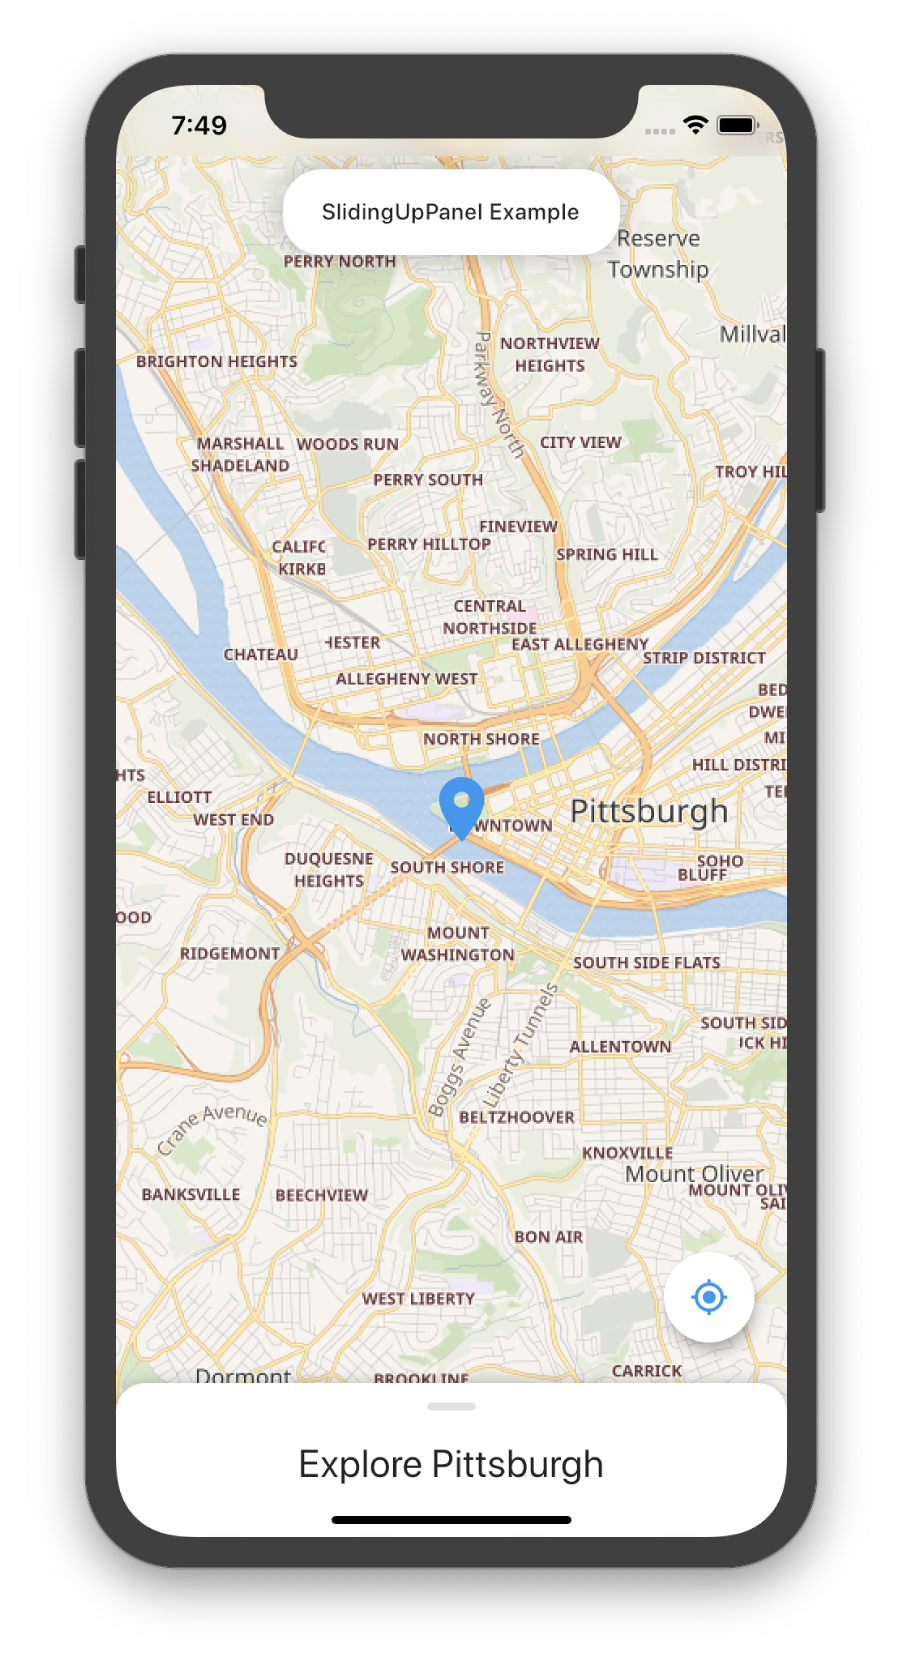 7:49
SlidingUpPanel Example
PERRY NORTH
Reserve
Township
Millval
NORTHVIEW
HEIGHTS
BRIGHTON HEIGHTS
Parkway North
MARSHALL
SHADELAND
WOODS RUN
CITY VIEW
PERRY SOUTH
TROY HIL
FINEVIEW
PERRY HILLTOP
SPRING HILL
CALIFO
KIRKB
CENTRAL
NORTHSIDE
HESTER
EAST ALLEGHENY
CHATEAU
STRIP DISTRICT
ALLEGHENY WEST
BED
DWE
NORTH SHORE
MI
HILL DISTRI
HTS
ELLIOTT
TE
WEST END
Pittsburgh
DOWNTOWN
DUQUESNE
HEIGHTS
SOUTH SHORE
SOHO
BLUFF
OOD
MOUNT
WASHINGTON
RIDGEMONT
SOUTH SIDE FLATS
Boggs Avenue
Liberty Tunnels
SOUTH SID
ICK HI
ALLENTOWN
Crane Avenue
BELTZHOOVER
KNOXVILLE
Mount Oliver
MOUNT OLIV
SAI
BANKSVILLE
BEECHVIEW
BON AIR
WEST LIBERTY
CARRICK
Dormont
BROOKLINE
Explore Pittsburgh